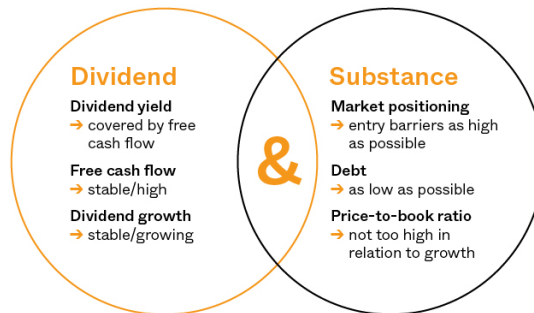 Dividend
Dividend yield
→ covered by free
cash flow
Free cash flow
→ stable/high
Dividend growth
→ stable/growing
&
Substance
Market positioning
→ entry barriers as high
as possible
Debt
→ as low as possible
Price-to-book ratio
→ not too high in
relation to growth